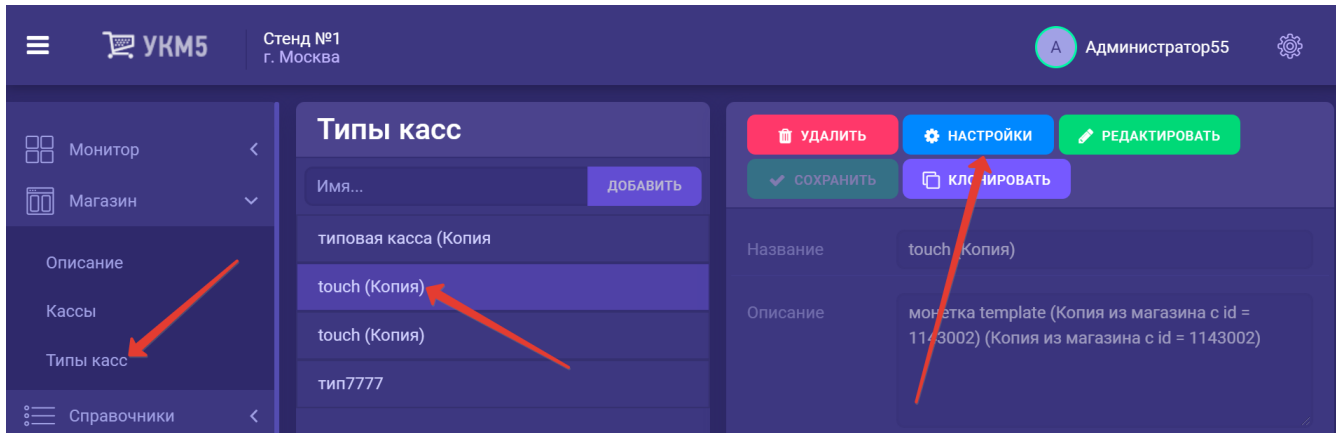 УКМ5
Стенд №1
г. Москва
А
Администратор55
Монитор
Магазин
Описание
Кассы
Типы касс
Справочники
Типы касс
Имя...
ДОБАВИТЬ
типовая касса (Копия
touch (Копия)
touch (Копия)
тип7777
УДАЛИТЬ
НАСТРОЙКИ
РЕДАКТИРОВАТЬ
СОХРАНИТЬ
КЛОНИРОВАТЬ
Название
touch (Копия)
Описание
монетка template (Копия из магазина с id =
1143002) (Копия из магазина с id = 1143002)